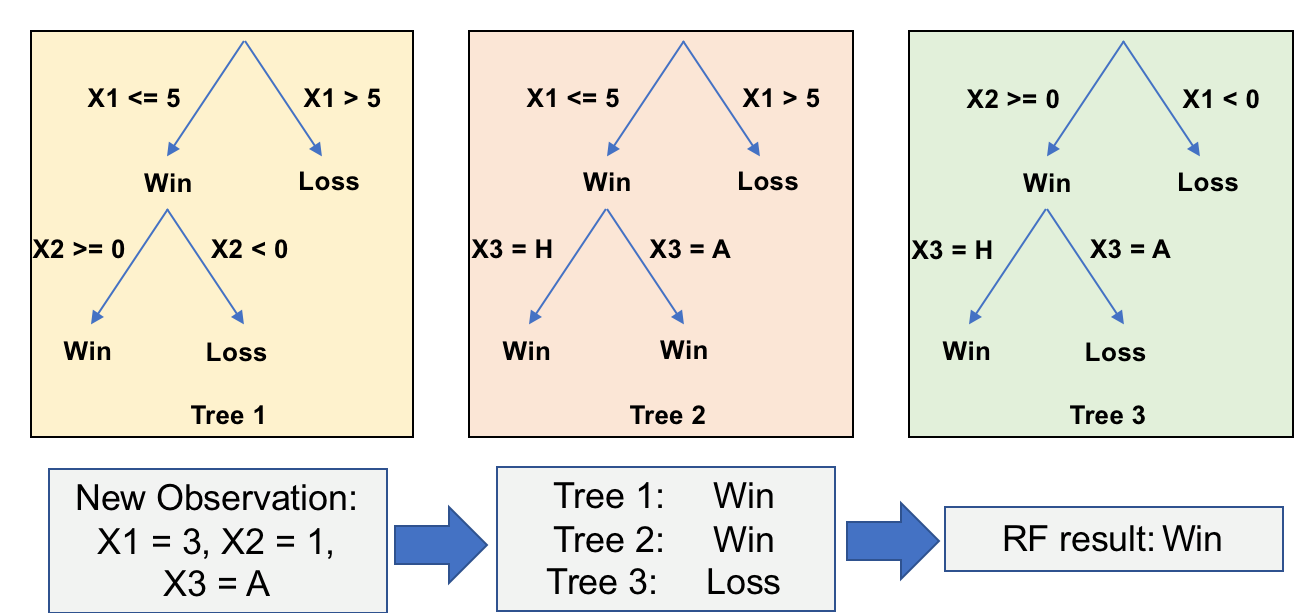 X1 <= 5
X1 > 5
Win
Loss
X2 >= 0
X2 < 0
Win
Loss
Tree 1
X1 <= 5
X1 > 5
Win
Loss
X3 = H
X3 = A
Win
Win
Tree 2
X2 >= 0
X1 < 0
Win
Loss
X3 = H
X3 = A
Win
Loss
Tree 3
New Observation:
X1 = 3, X2 = 1,
X3 = A
Tree 1: Win
Tree 2: Win
Tree 3: Loss
RF result: Win